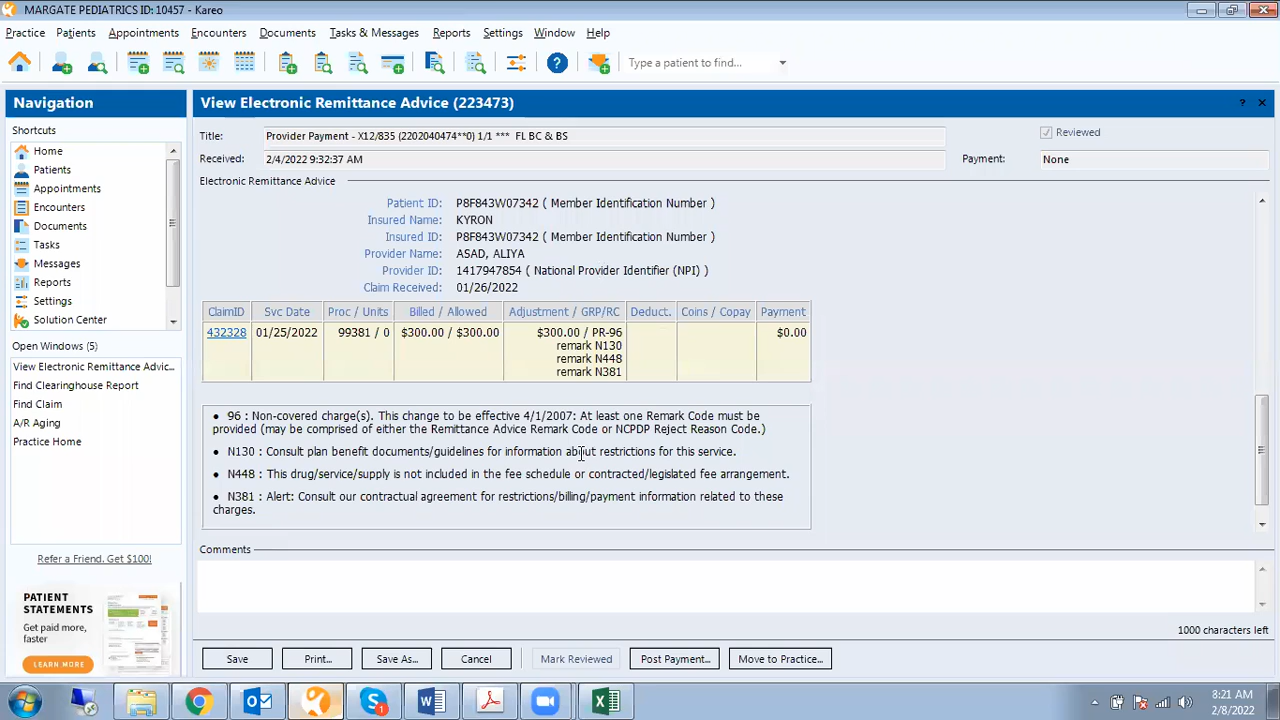 MARGATE PEDIATRICS ID: 10457 - Kareo
Practice Patients Appointments Encounters Documents Tasks & Messages Reports Settings Window Help
Type a patient to find...
Navigation
Shortcuts
Home
Patients
Appointments
Encounters
Documents
Tasks
Messages
Reports
Settings
Solution Center
Open Windows (5)
View Electronic Remittance Advic...
Find Clearinghouse Report
Find Claim
A/R Aging
Practice Home
Refer a Friend. Get $100!
PATIENT
STATEMENTS
Get paid more,
faster
LEARN MORE
View Electronic Remittance Advice (223473)
? ×
Title: Provider Payment - X12/835 (2202040474**0) 1/1 *** FL BC & BS Reviewed
Received: 2/4/2022 9:32:37 AM Payment: None
Electronic Remittance Advice
Patient ID: P8F843W07342 ( Member Identification Number )
Insured Name: KYRON
Insured ID: P8F843W07342 ( Member Identification Number )
Provider Name: ASAD, ALIYA
Provider ID: 1417947854 ( National Provider Identifier (NPI) )
Claim Received: 01/26/2022
ClaimID Svc Date Proc / Units Billed / Allowed Adjustment / GRP/RC Deduct. Coins / Copay Payment
432328 01/25/2022 99381 / 0 $300.00 / $300.00 $300.00 / PR-96 $0.00
remark N130
remark N448
remark N381
• 96 : Non-covered charge(s). This change to be effective 4/1/2007: At least one Remark Code must be
provided (may be comprised of either the Remittance Advice Remark Code or NCPDP Reject Reason Code.)
• N130 : Consult plan benefit documents/guidelines for information about restrictions for this service.
• N448 : This drug/service/supply is not included in the fee schedule or contracted/legislated fee arrangement.
• N381 : Alert: Consult our contractual agreement for restrictions/billing/payment information related to these
charges.
Comments
1000 characters left
Save Print... Save As... Cancel Mark Reviewed Post Payment... Move to Practice...
8:21 AM
2/8/2022